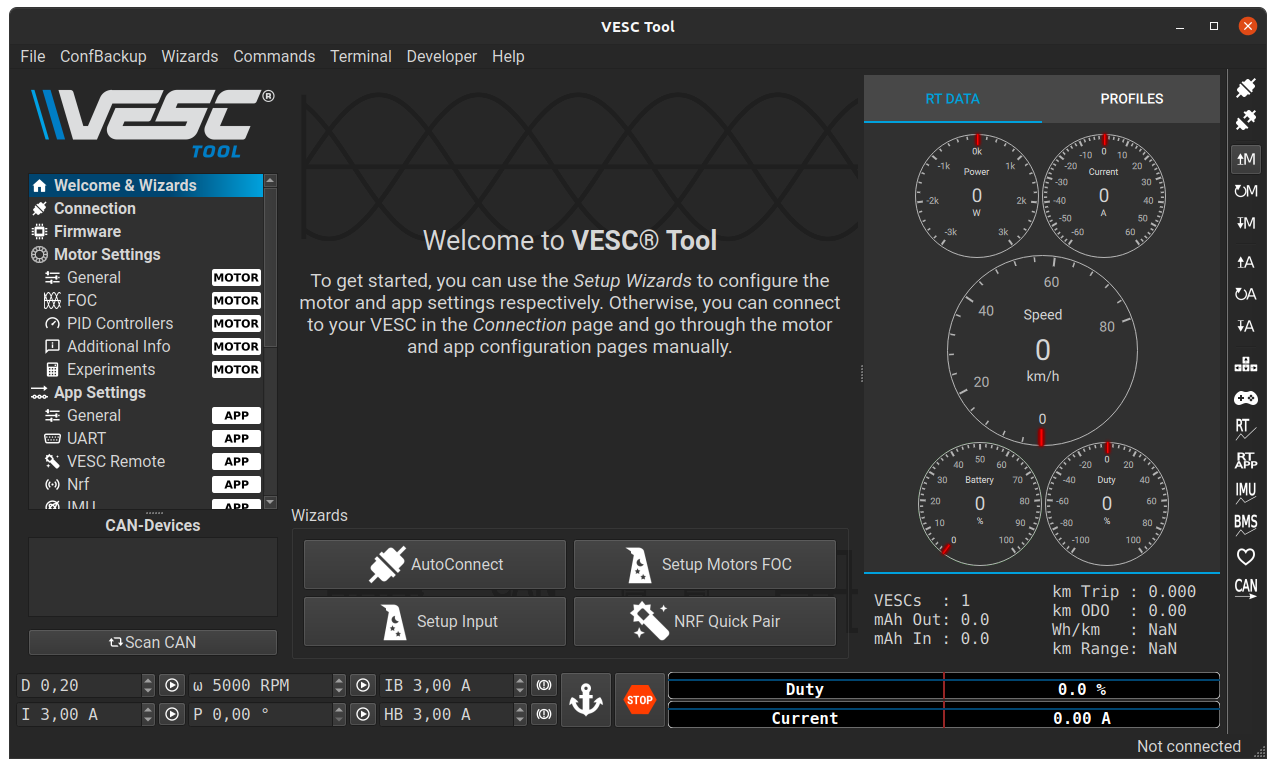 VESC Tool
File ConfBackup Wizards Commands Terminal Developer Help
VESC®
TOOL
Welcome & Wizards
Connection
Firmware
Motor Settings
General MOTOR
FOC MOTOR
PID Controllers MOTOR
Additional Info MOTOR
Experiments MOTOR
App Settings
General APP
UART APP
VESC Remote APP
Nrf APP
IMU APP
CAN-Devices
Scan CAN
Welcome to VESC® Tool
To get started, you can use the Setup Wizards to configure the
motor and app settings respectively. Otherwise, you can connect
to your VESC in the Connection page and go through the motor
and app configuration pages manually.
Wizards
AutoConnect Setup Motors FOC
Setup Input NRF Quick Pair
RT DATA PROFILES
-3k -2k -1k 0k 1k 2k 3k
Power
0
W
-60 -50 -40 -30 -20 -10 0 10 20 30 40 50 60
Current
0
A
0 20 40 60 80
Speed
0
km/h
0 10 20 30 40 50 60 70 80 90 100
Battery
0
%
-100 -80 -60 -40 -20 0 20 40 60 80 100
Duty
0
%
VESCs : 1
mAh Out: 0.0
mAh In : 0.0
km Trip : 0.000
km ODO : 0.00
Wh/km : NaN
km Range: NaN
M
M
M
A
A
A
RT
RT
APP
IMU
BMS
CAN
D 0,20 ω 5000 RPM IB 3,00 A
I 3,00 A P 0,00 ° HB 3,00 A
STOP
Duty 0.0 %
Current 0.00 A
Not connected